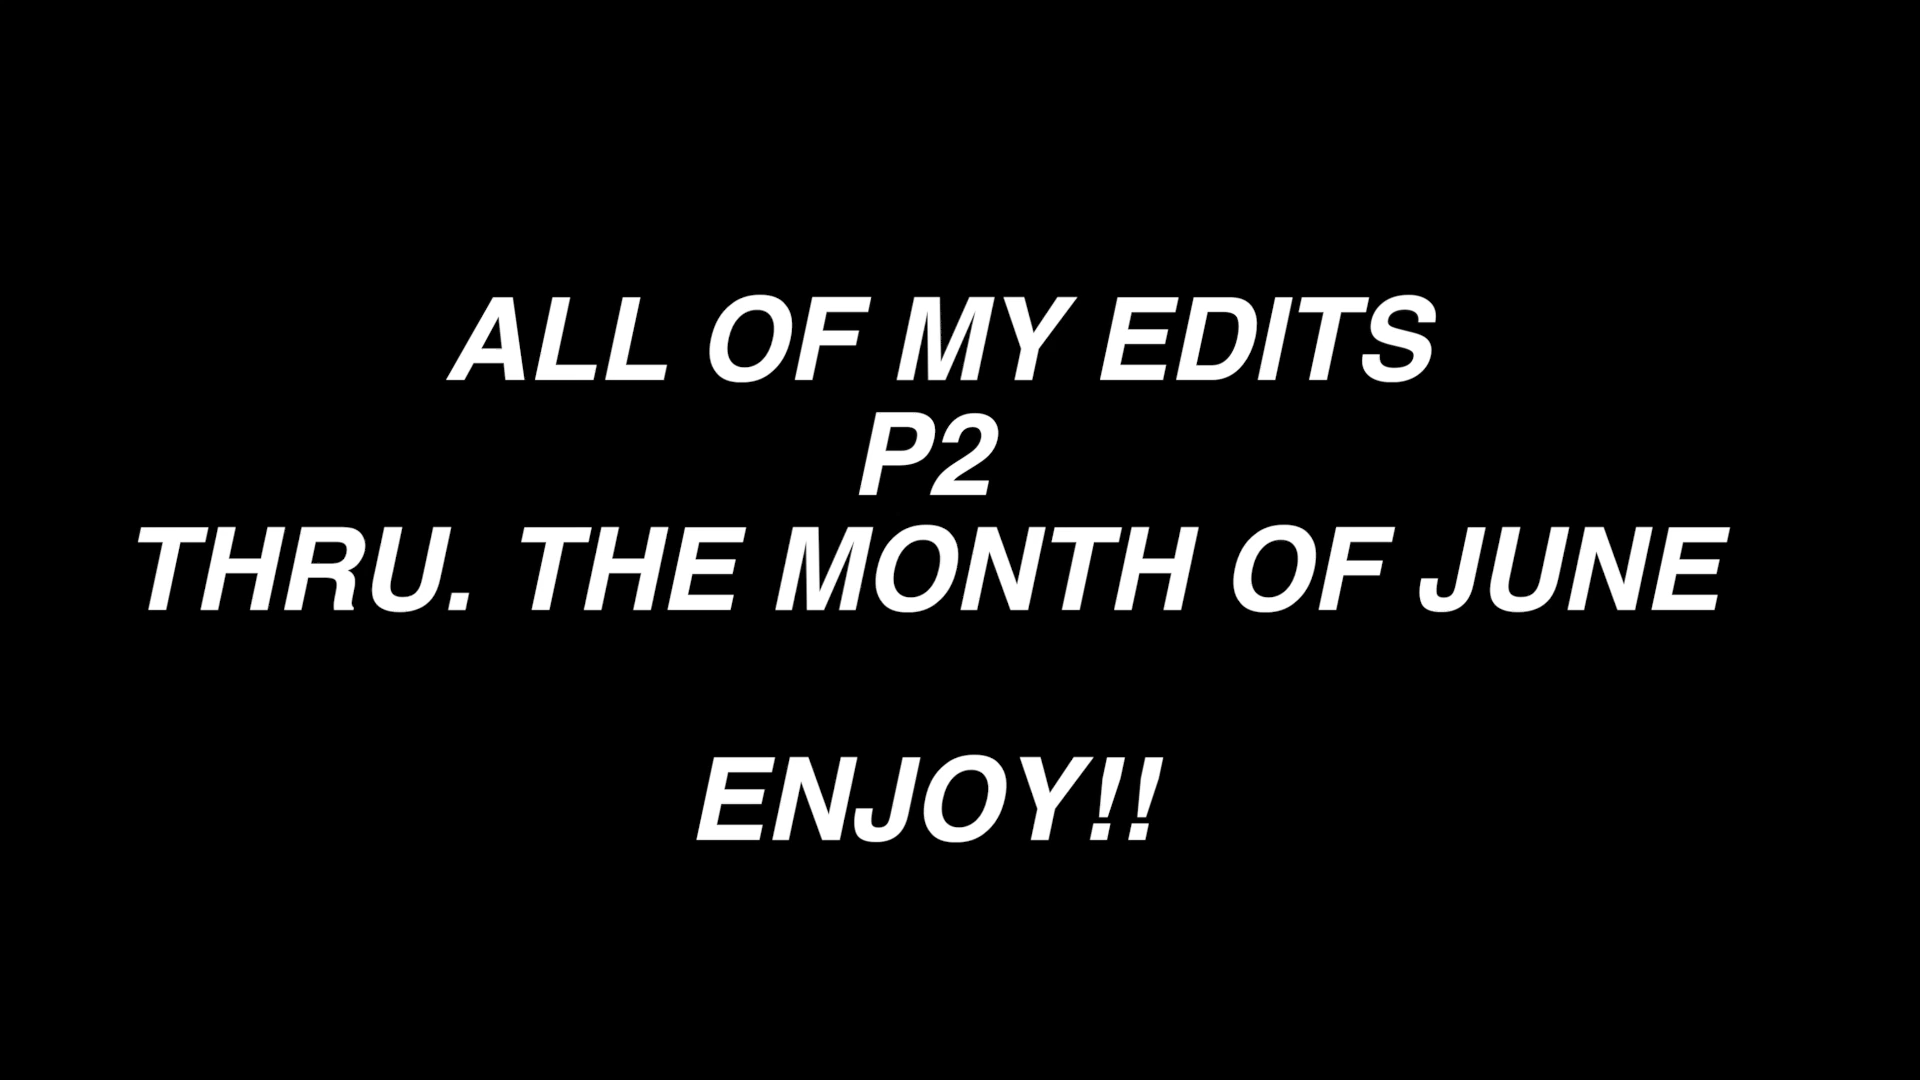 ALL OF MY EDITS
P2
THRU. THE MONTH OF JUNE
ENJOY!!